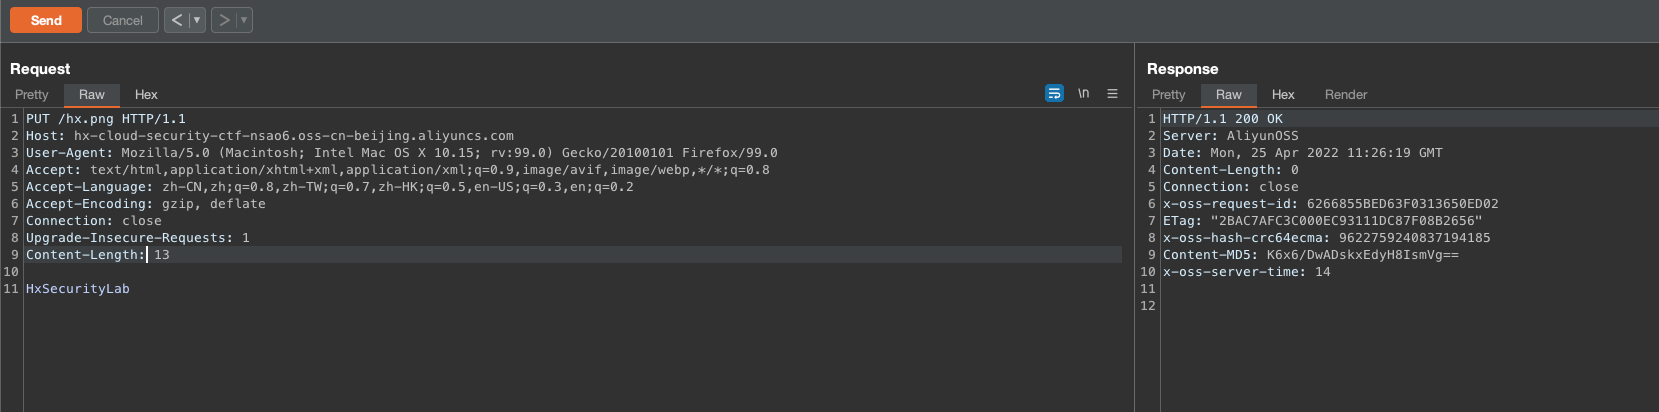 Send Cancel < ▼ > ▼
Request
Pretty Raw Hex \n
1 PUT /hx.png HTTP/1.1
2 Host: hx-cloud-security-ctf-nsao6.oss-cn-beijing.aliyuncs.com
3 User-Agent: Mozilla/5.0 (Macintosh; Intel Mac OS X 10.15; rv:99.0) Gecko/20100101 Firefox/99.0
4 Accept: text/html,application/xhtml+xml,application/xml;q=0.9,image/avif,image/webp,*/*;q=0.8
5 Accept-Language: zh-CN,zh;q=0.8,zh-TW;q=0.7,zh-HK;q=0.5,en-US;q=0.3,en;q=0.2
6 Accept-Encoding: gzip, deflate
7 Connection: close
8 Upgrade-Insecure-Requests: 1
9 Content-Length: 13
10
11 HxSecurityLab
Response
Pretty Raw Hex Render
1 HTTP/1.1 200 OK
2 Server: AliyunOSS
3 Date: Mon, 25 Apr 2022 11:26:19 GMT
4 Content-Length: 0
5 Connection: close
6 x-oss-request-id: 6266855BED63F0313650ED02
7 ETag: "2BAC7AFC3C000EC93111DC87F08B2656"
8 x-oss-hash-crc64ecma: 9622759240837194185
9 Content-MD5: K6x6/DwADskxEdyH8IsmVg==
10 x-oss-server-time: 14
11
12